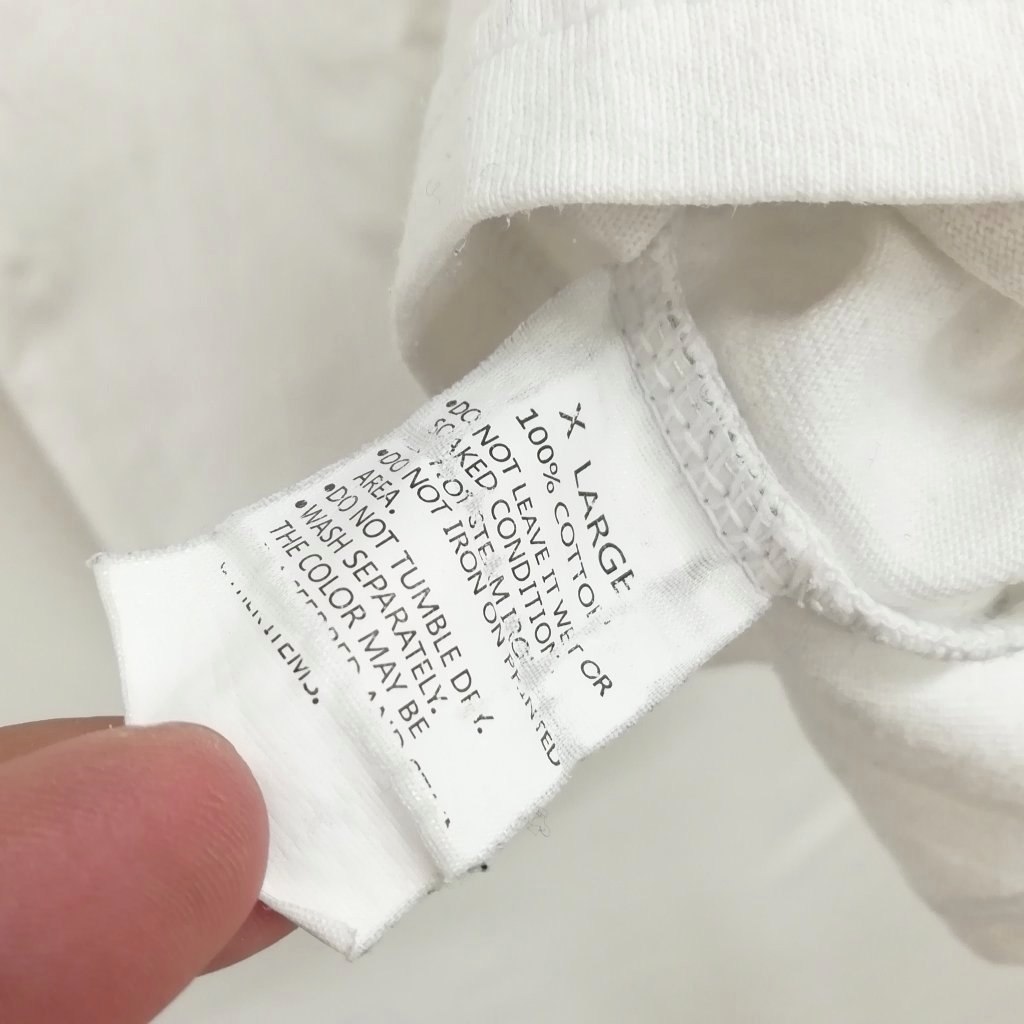 X LARGE
100% COTTON
•DO NOT LEAVE IT WET OR
SOAKED CONDITION
•DO NOT IRON ON PRINTED
AREA.
•DO NOT TUMBLE DRY.
•WASH SEPARATELY.
THE COLOR MAY BE
ITEMS.